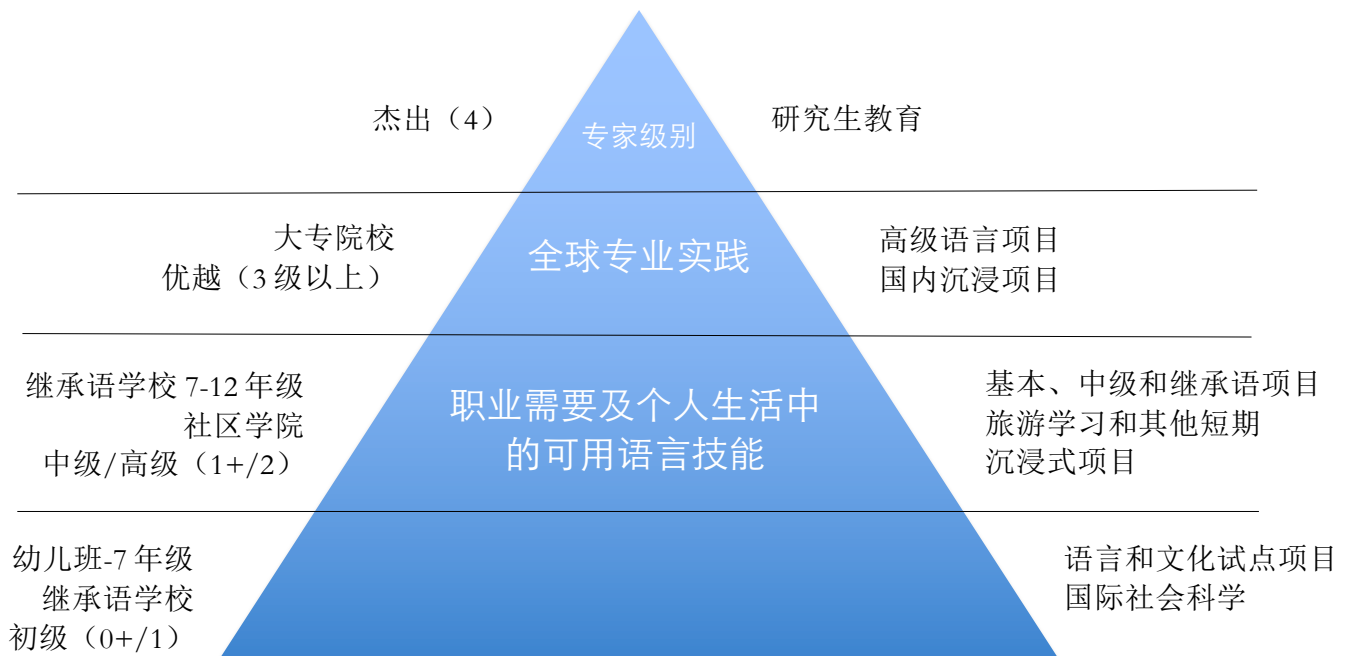 杰出（4）
专家级别
研究生教育
大专院校
优越（3 级以上）
全球专业实践
高级语言项目
国内沉浸项目
继承语学校 7-12 年级
社区学院
中级/高级（1+/2）
职业需要及个人生活中
的可用语言技能
基本、中级和继承语项目
旅游学习和其他短期
沉浸式项目
幼儿班-7 年级
继承语学校
初级（0+/1）
语言和文化试点项目
国际社会科学